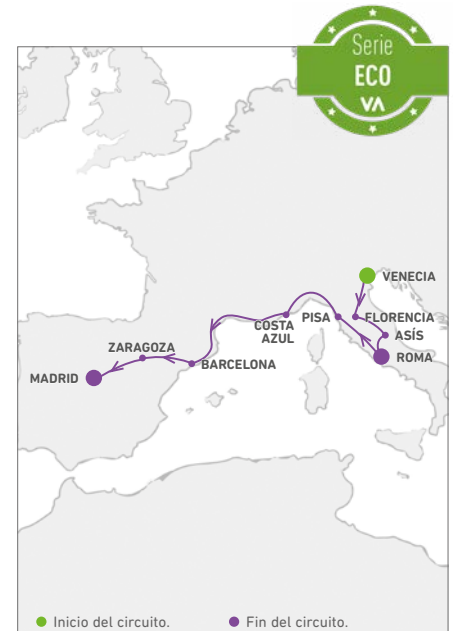 Serie
ECO
VA
VENECIA
FLORENCIA
PISA
ASÍS
COSTA
AZUL
ROMA
ZARAGOZA
BARCELONA
MADRID
Inicio del circuito.
Fin del circuito.